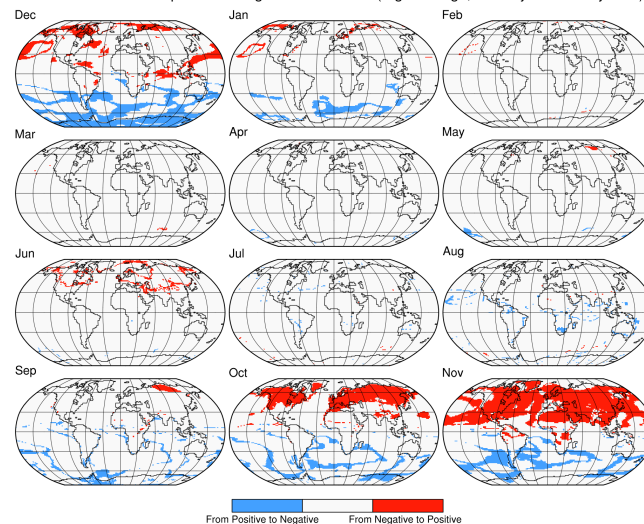 Dec
Jan
Feb
Mar
Apr
May
Jun
Jul
Aug
Sep
Oct
Nov
From Positive to Negative
From Negative to Positive